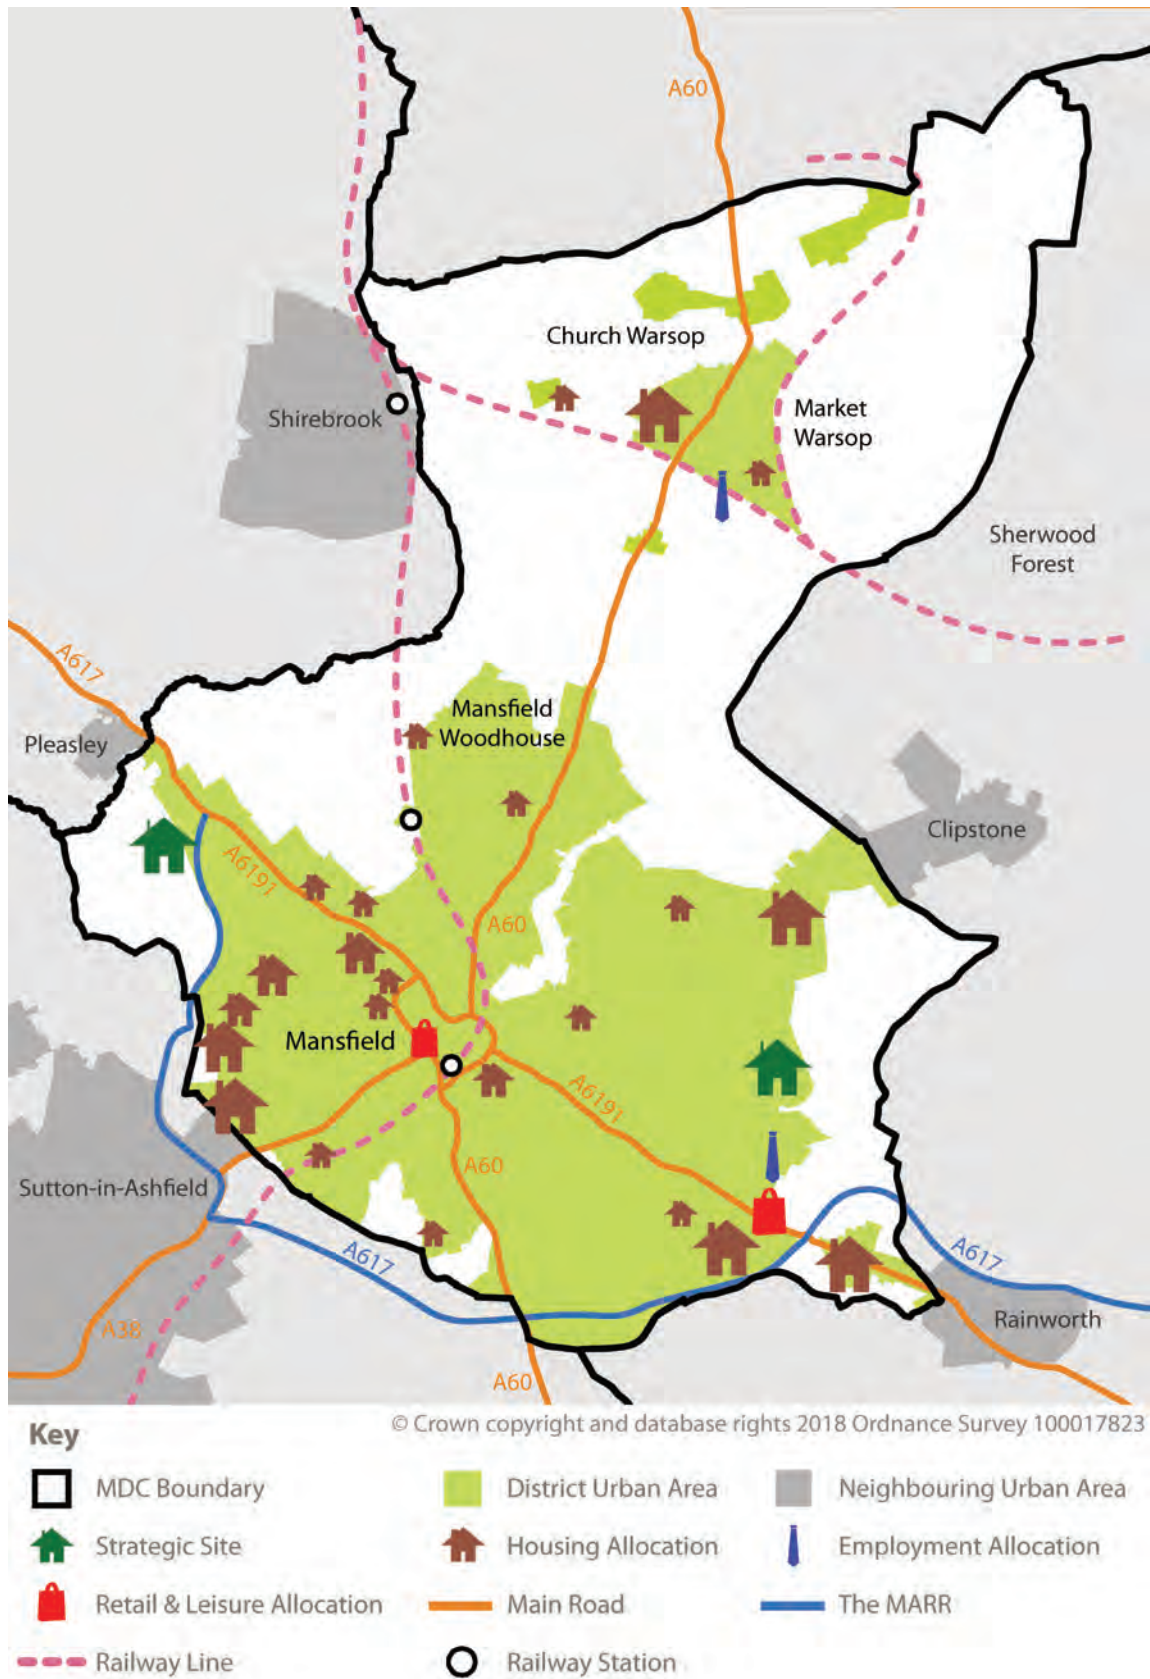 A60
Church Warsop
Shirebrook
Market
Warsop
Sherwood
Forest
A617
Mansfield
Woodhouse
Pleasley
Clipstone
A6191
A60
Mansfield
A6191
A60
Sutton-in-Ashfield
A617
A617
A38
Rainworth
A60
© Crown copyright and database rights 2018 Ordnance Survey 100017823
Key
MDC Boundary
District Urban Area
Neighbouring Urban Area
Strategic Site
Housing Allocation
Employment Allocation
Retail & Leisure Allocation
Main Road
The MARR
Railway Line
Railway Station